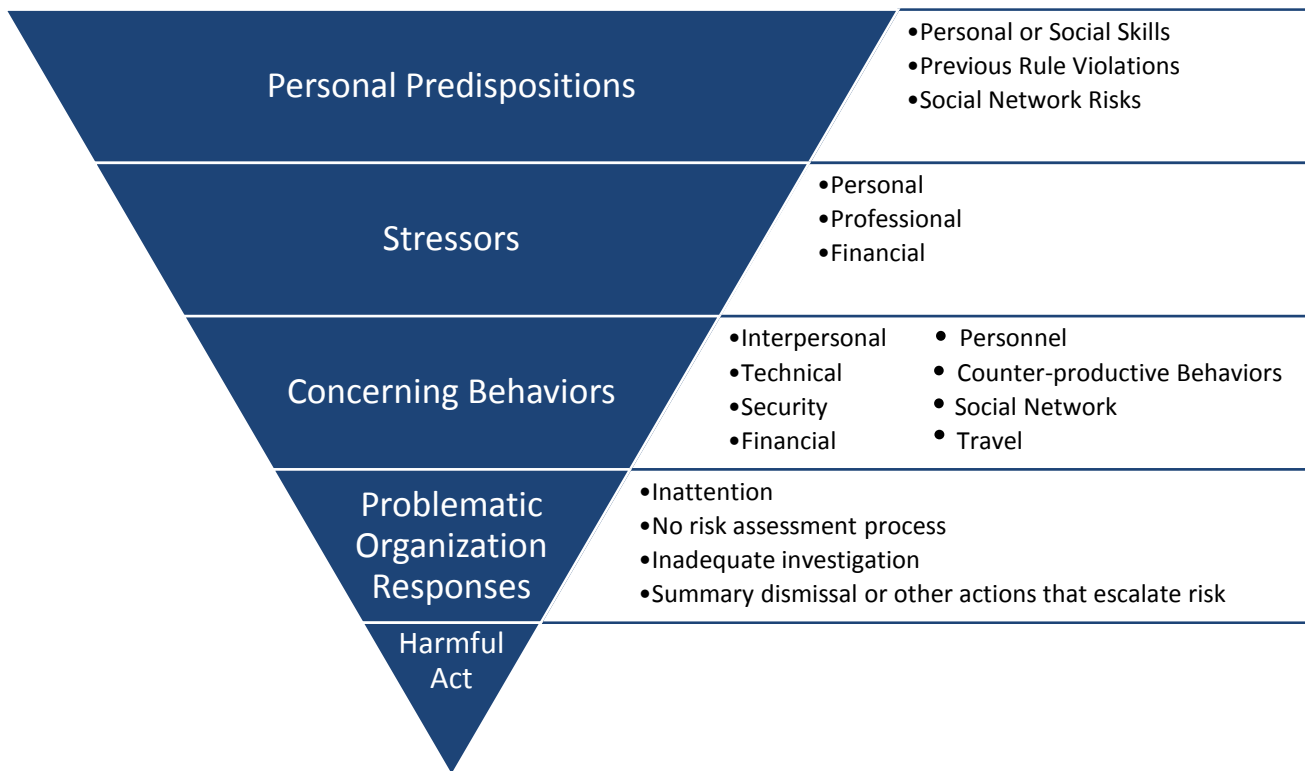 Personal Predispositions
•Personal or Social Skills
•Previous Rule Violations
•Social Network Risks
Stressors
•Personal
•Professional
•Financial
Concerning Behaviors
•Interpersonal
•Technical
•Security
•Financial
• Personnel
• Counter-productive Behaviors
• Social Network
• Travel
Problematic
Organization
Responses
•Inattention
•No risk assessment process
•Inadequate investigation
•Summary dismissal or other actions that escalate risk
Harmful
Act